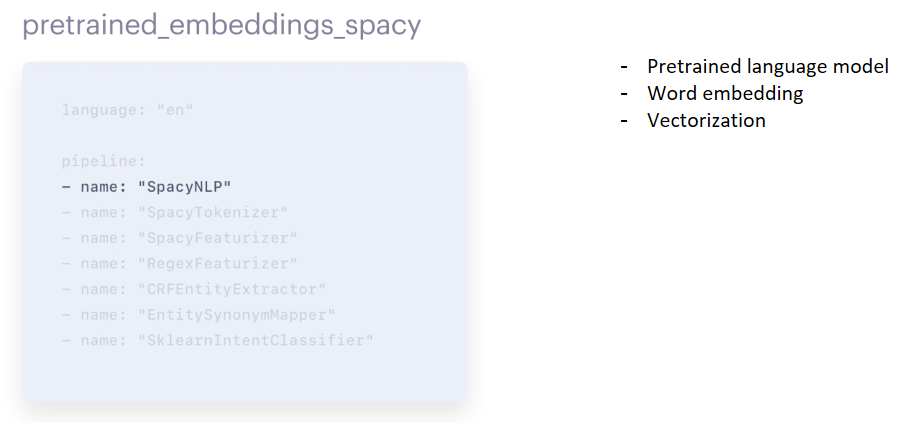 pretrained_embeddings_spacy
language: "en"
pipeline:
- name: "SpacyNLP"
- name: "SpacyTokenizer"
- name: "SpacyFeaturizer"
- name: "RegexFeaturizer"
- name: "CRFEntityExtractor"
- name: "EntitySynonymMapper"
- name: "SklearnIntentClassifier"
- Pretrained language model
- Word embedding
- Vectorization